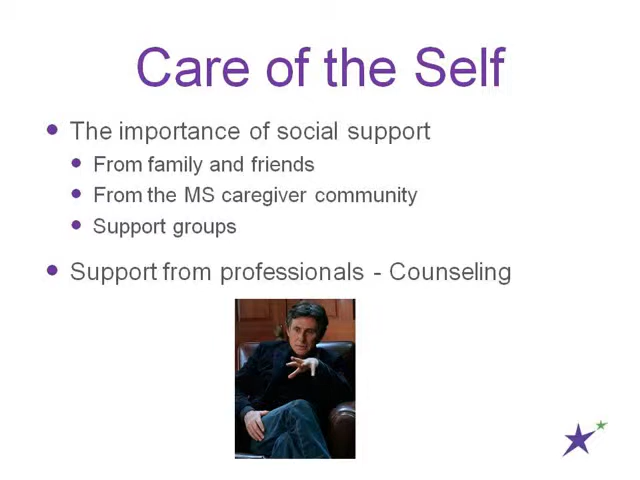 Care of the Self
The importance of social support
From family and friends
From the MS caregiver community
Support groups
Support from professionals - Counseling